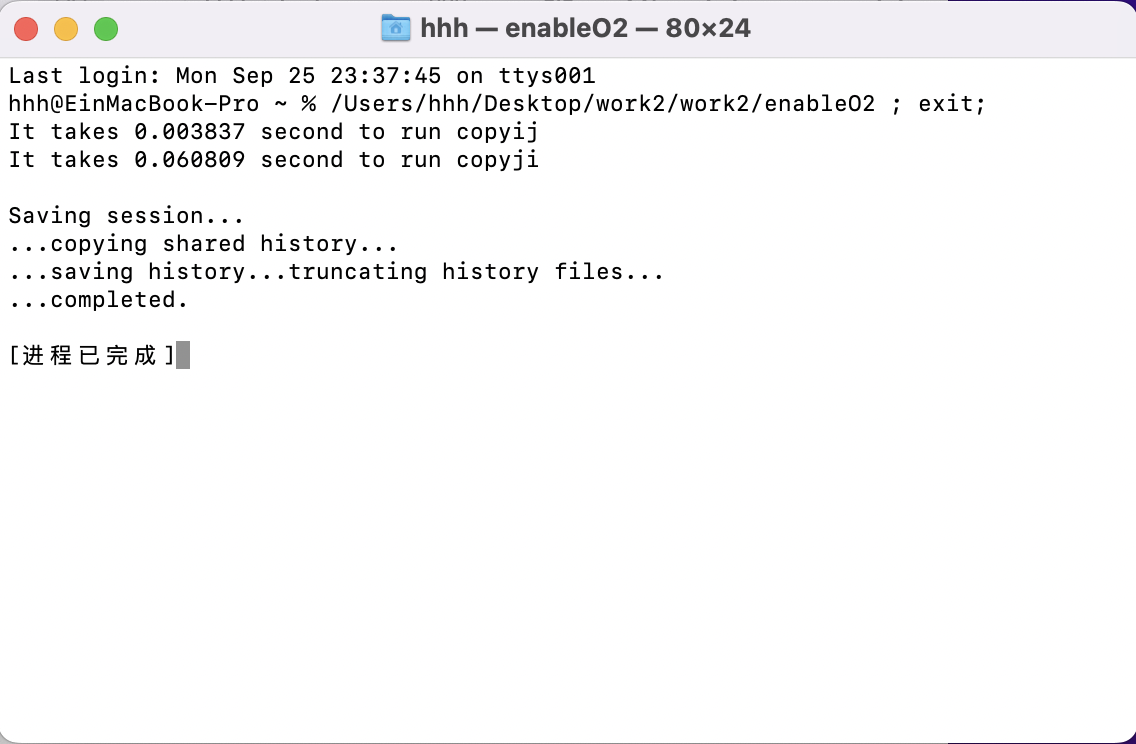 hhh — enableO2 — 80×24
Last login: Mon Sep 25 23:37:45 on ttys001
hhh@EinMacBook-Pro ~ % /Users/hhh/Desktop/work2/work2/enableO2 ; exit;
It takes 0.003837 second to run copyij
It takes 0.060809 second to run copyji
Saving session...
...copying shared history...
...saving history...truncating history files...
...completed.
[进程已完成]